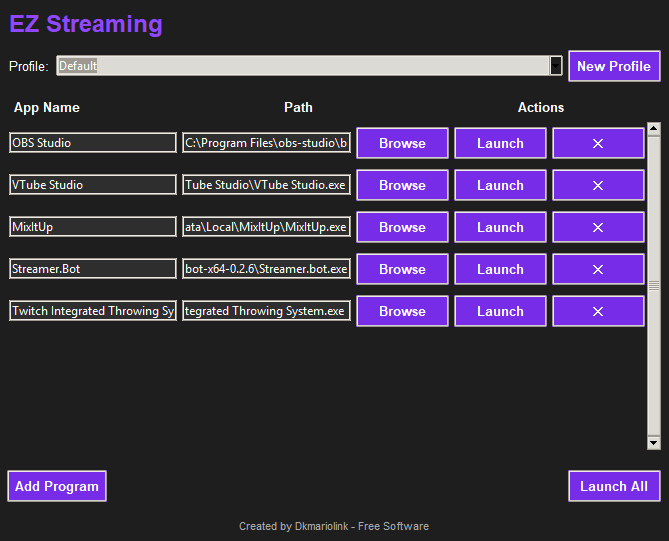 EZ Streaming
Profile: Default New Profile
App Name Path Actions
OBS Studio C:\Program Files\obs-studio\b Browse Launch ✕
VTube Studio Tube Studio\VTube Studio.exe Browse Launch ✕
MixItUp ata\Local\MixItUp\MixItUp.exe Browse Launch ✕
Streamer.Bot bot-x64-0.2.6\Streamer.bot.exe Browse Launch ✕
Twitch Integrated Throwing Sy tegrated Throwing System.exe Browse Launch ✕
Add Program Launch All
Created by Dkmariolink - Free Software